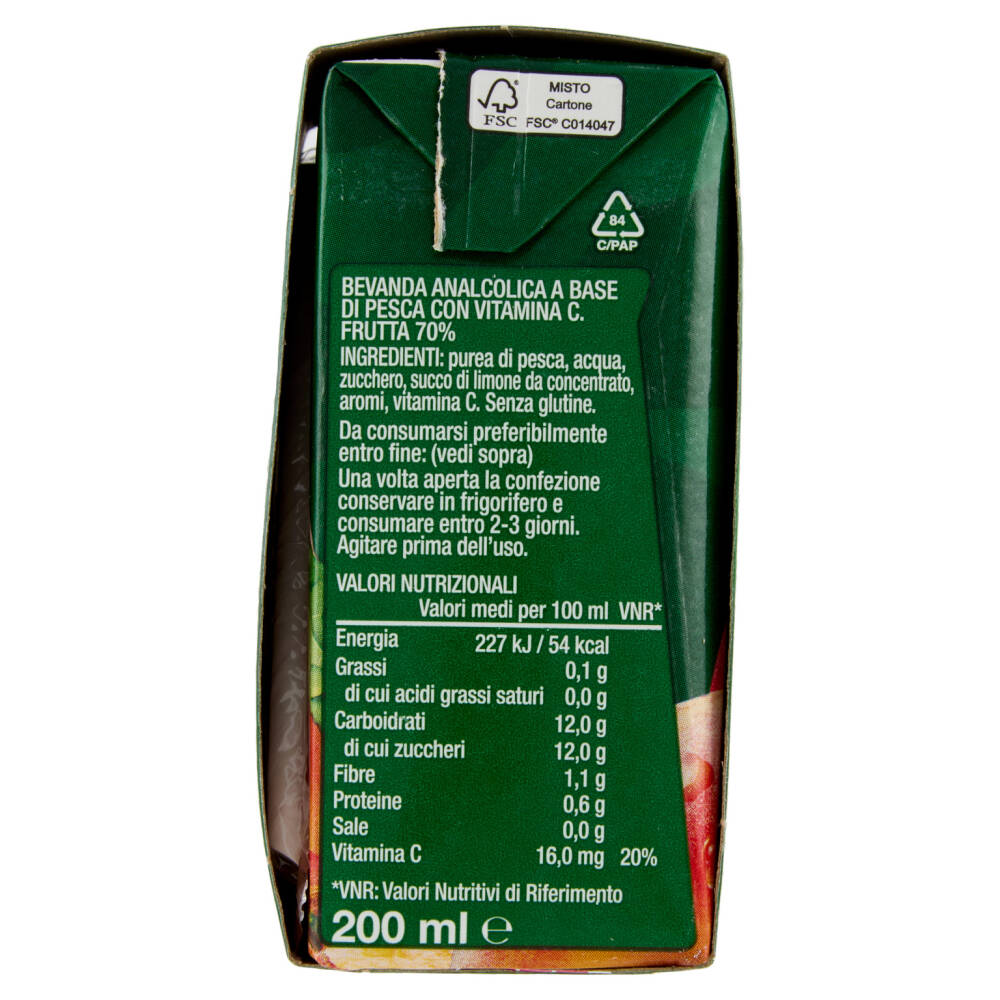 MISTO
Cartone
FSC® C014047
FSC
84
C/PAP
BEVANDA ANALCOLICA A BASE
DI PESCA CON VITAMINA C.
FRUTTA 70%
INGREDIENTI: purea di pesca, acqua,
zucchero, succo di limone da concentrato,
aromi, vitamina C. Senza glutine.
Da consumarsi preferibilmente
entro fine: (vedi sopra)
Una volta aperta la confezione
conservare in frigorifero e
consumare entro 2-3 giorni.
Agitare prima dell'uso.
VALORI NUTRIZIONALI
Valori medi per 100 ml VNR*
Energia 227 kJ / 54 kcal
Grassi 0,1 g
di cui acidi grassi saturi 0,0 g
Carboidrati 12,0 g
di cui zuccheri 12,0 g
Fibre 1,1 g
Proteine 0,6 g
Sale 0,0 g
Vitamina C 16,0 mg 20%
*VNR: Valori Nutritivi di Riferimento
200 ml ℮